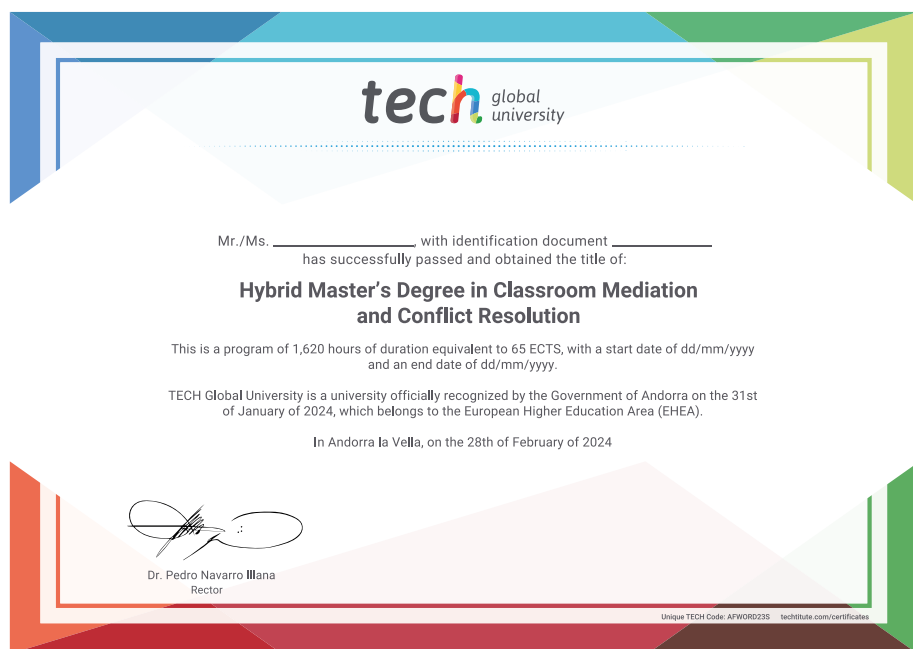 tech global university
Mr./Ms. ______________, with identification document __________
has successfully passed and obtained the title of:
Hybrid Master's Degree in Classroom Mediation
and Conflict Resolution
This is a program of 1,620 hours of duration equivalent to 65 ECTS, with a start date of dd/mm/yyyy
and an end date of dd/mm/yyyy.
TECH Global University is a university officially recognized by the Government of Andorra on the 31st
of January of 2024, which belongs to the European Higher Education Area (EHEA).
In Andorra la Vella, on the 28th of February of 2024
Dr. Pedro Navarro Illana
Rector
Unique TECH Code: AFWORD23S techtitute.com/certificates